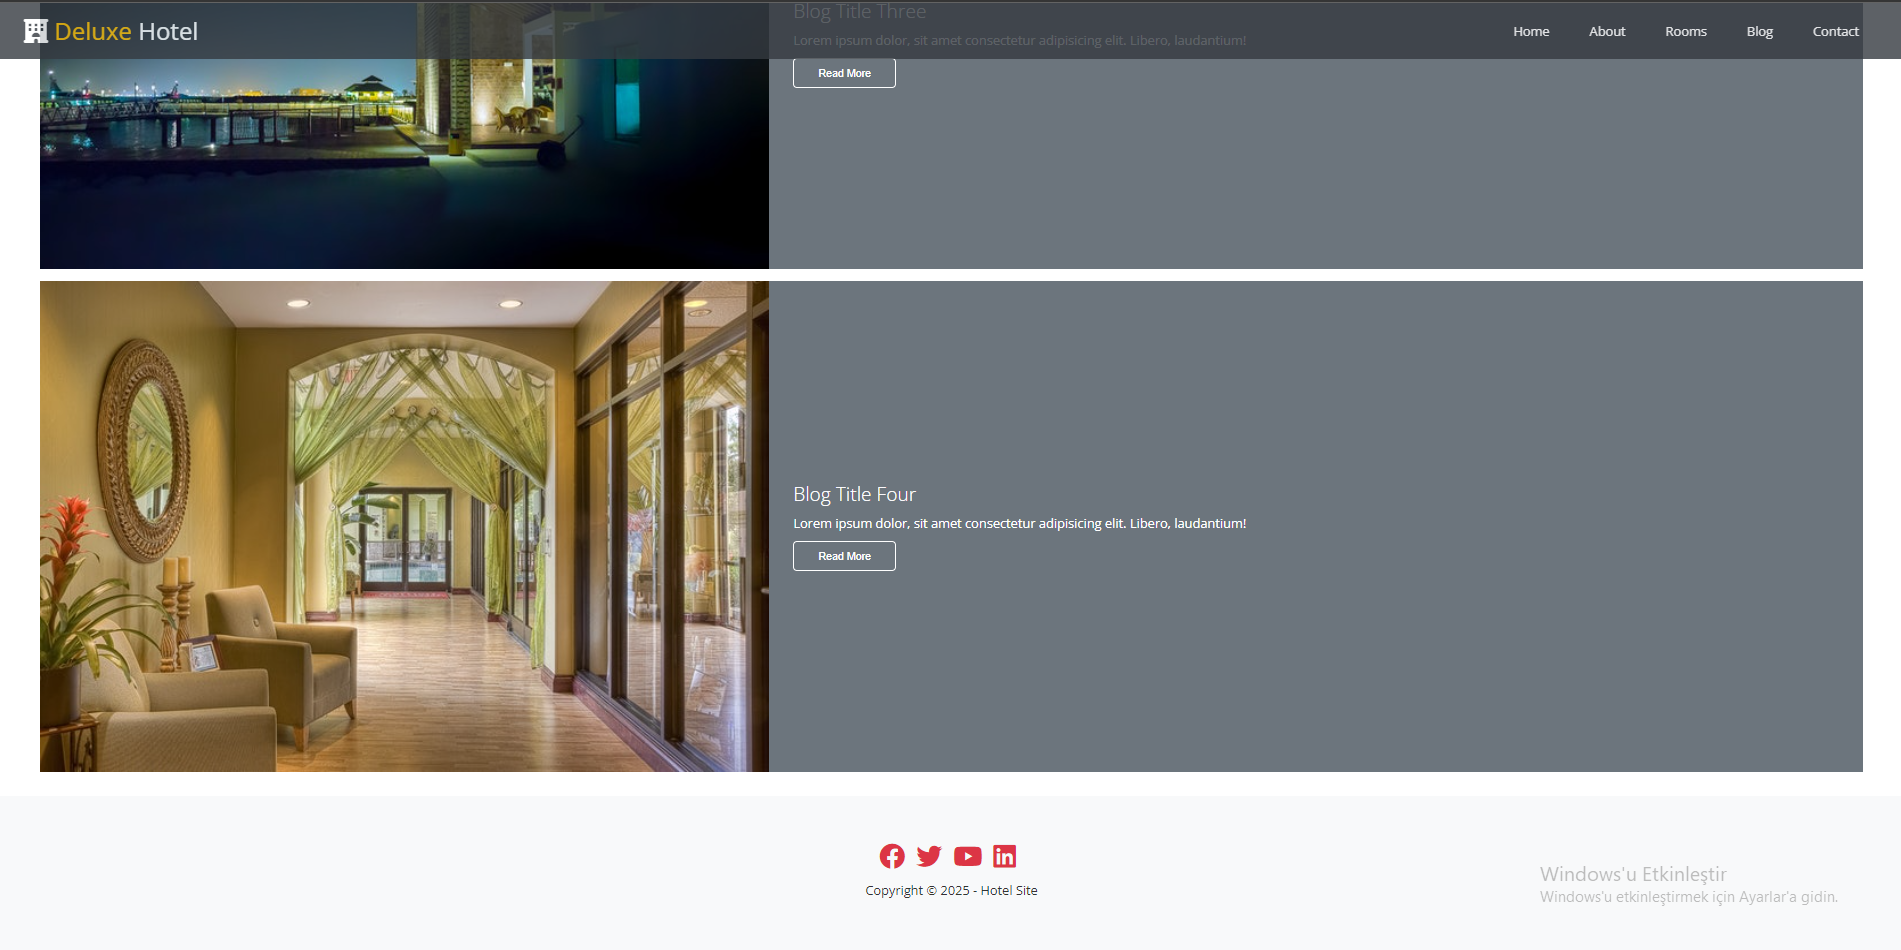 Deluxe Hotel
Home
About
Rooms
Blog
Contact
Blog Title Three
Lorem ipsum dolor, sit amet consectetur adipisicing elit. Libero, laudantium!
Read More
Blog Title Four
Lorem ipsum dolor, sit amet consectetur adipisicing elit. Libero, laudantium!
Read More
Copyright © 2025 - Hotel Site
Windows'u Etkinleştir
Windows'u etkinleştirmek için Ayarlar'a gidin.